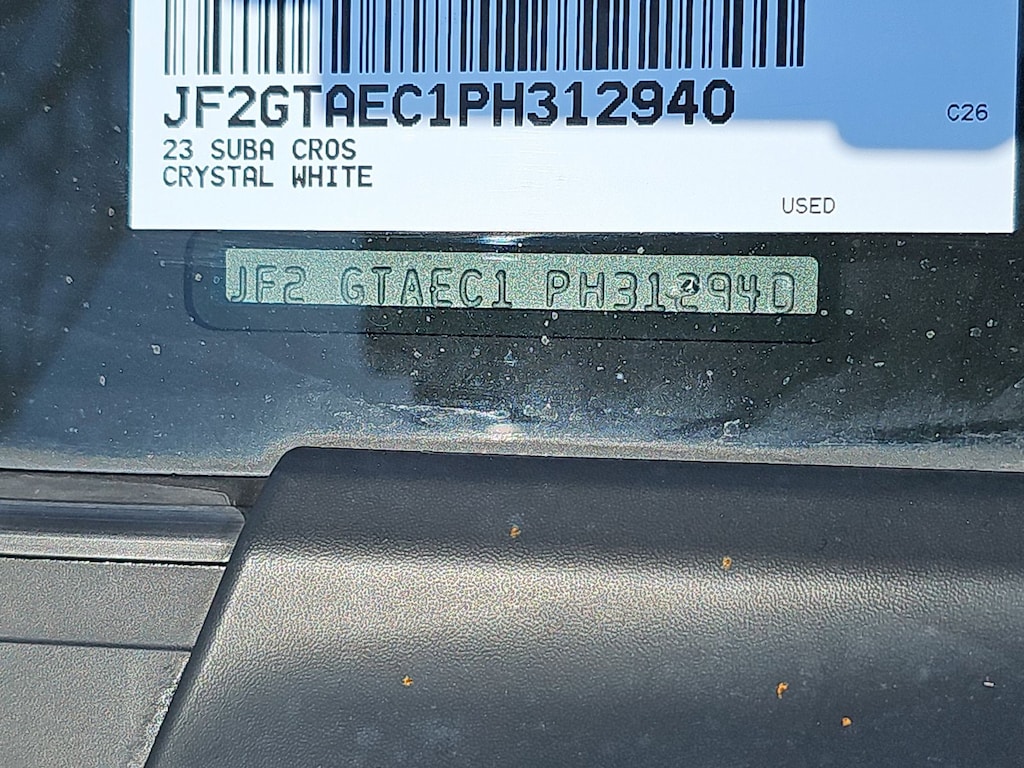 JF2GTAEC1PH312940
C26
23 SUBA CROS
CRYSTAL WHITE
USED
JF2 GTAEC1 PH312940